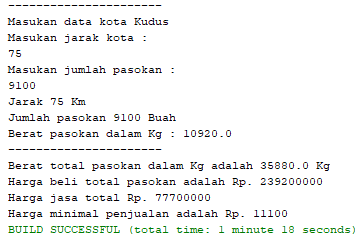 ----------------------
Masukan data kota Kudus
Masukan jarak kota :
75
Masukan jumlah pasokan :
9100
Jarak 75 Km
Jumlah pasokan 9100 Buah
Berat pasokan dalam Kg : 10920.0
----------------------
Berat total pasokan dalam Kg adalah 35880.0 Kg
Harga beli total pasokan adalah Rp. 239200000
Harga jasa total Rp. 77700000
Harga minimal penjualan adalah Rp. 11100
BUILD SUCCESSFUL (total time: 1 minute 18 seconds)